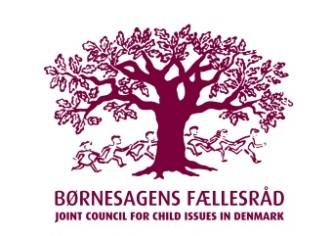 BØRNESAGENS FÆLLESRÅD
JOINT COUNCIL FOR CHILD ISSUES IN DENMARK